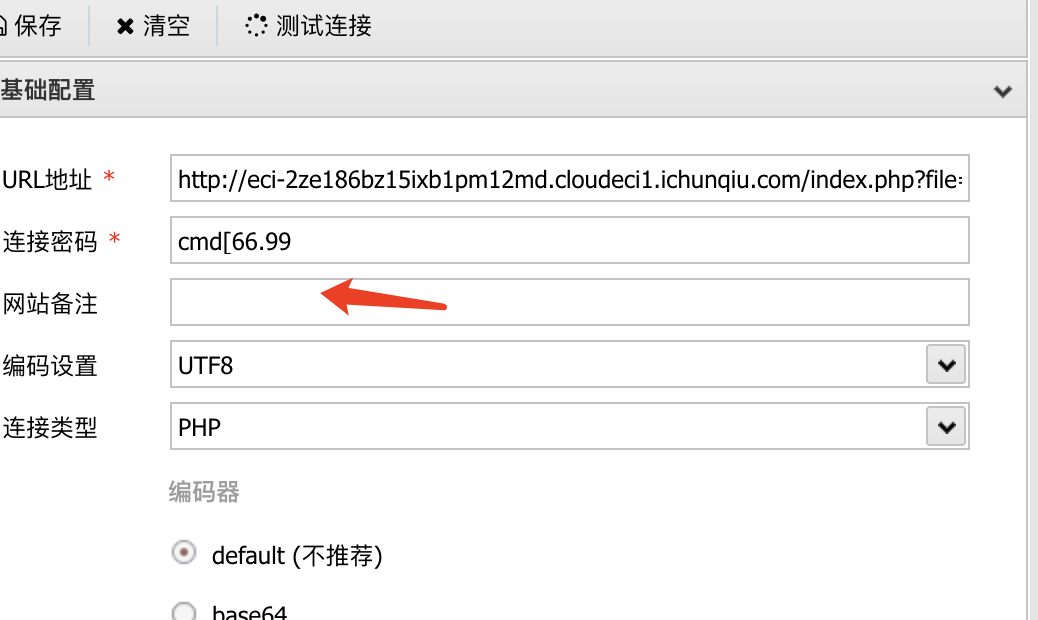 保存 清空 测试连接
基础配置
URL地址 * http://eci-2ze186bz15ixb1pm12md.cloudeci1.ichunqiu.com/index.php?file=
连接密码 * cmd[66.99
网站备注
编码设置 UTF8
连接类型 PHP
编码器
default (不推荐)
base64